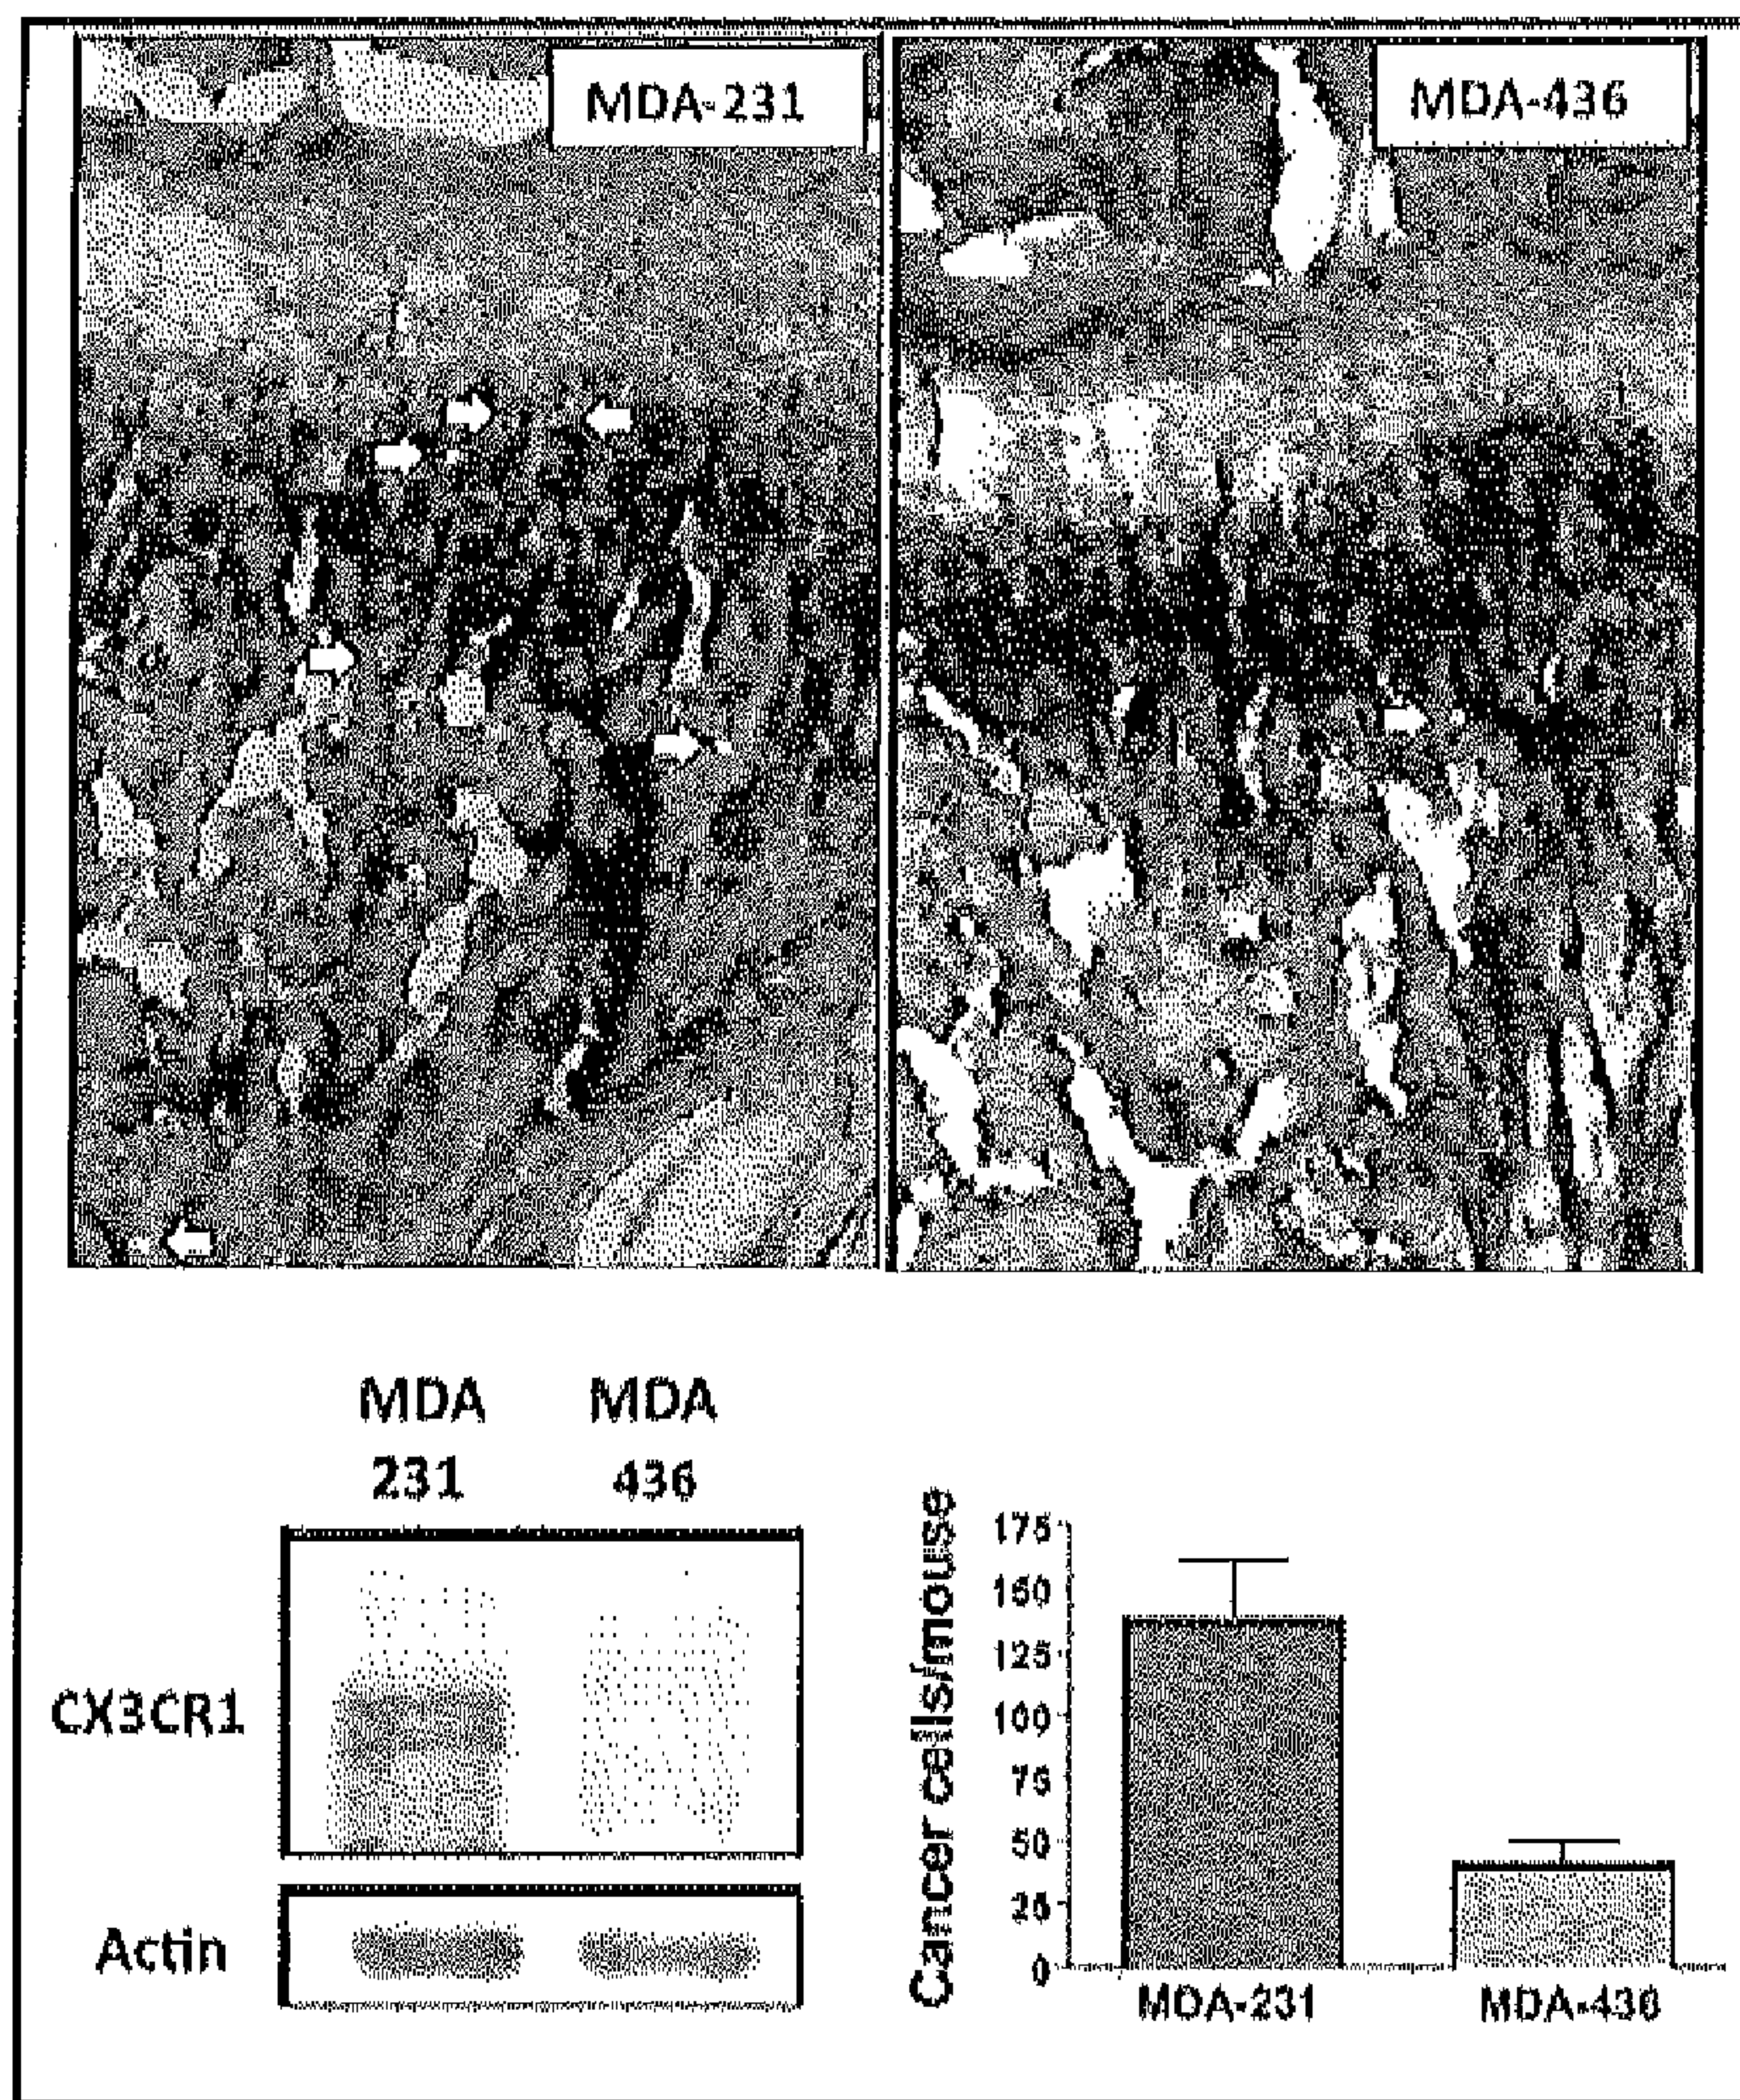 MDA-231
MDA-436
MDA MDA
231 436
CX3CR1
Actin
Cancer cells/mouse
175
150
125
100
75
50
25
0
MDA-231 MDA-436